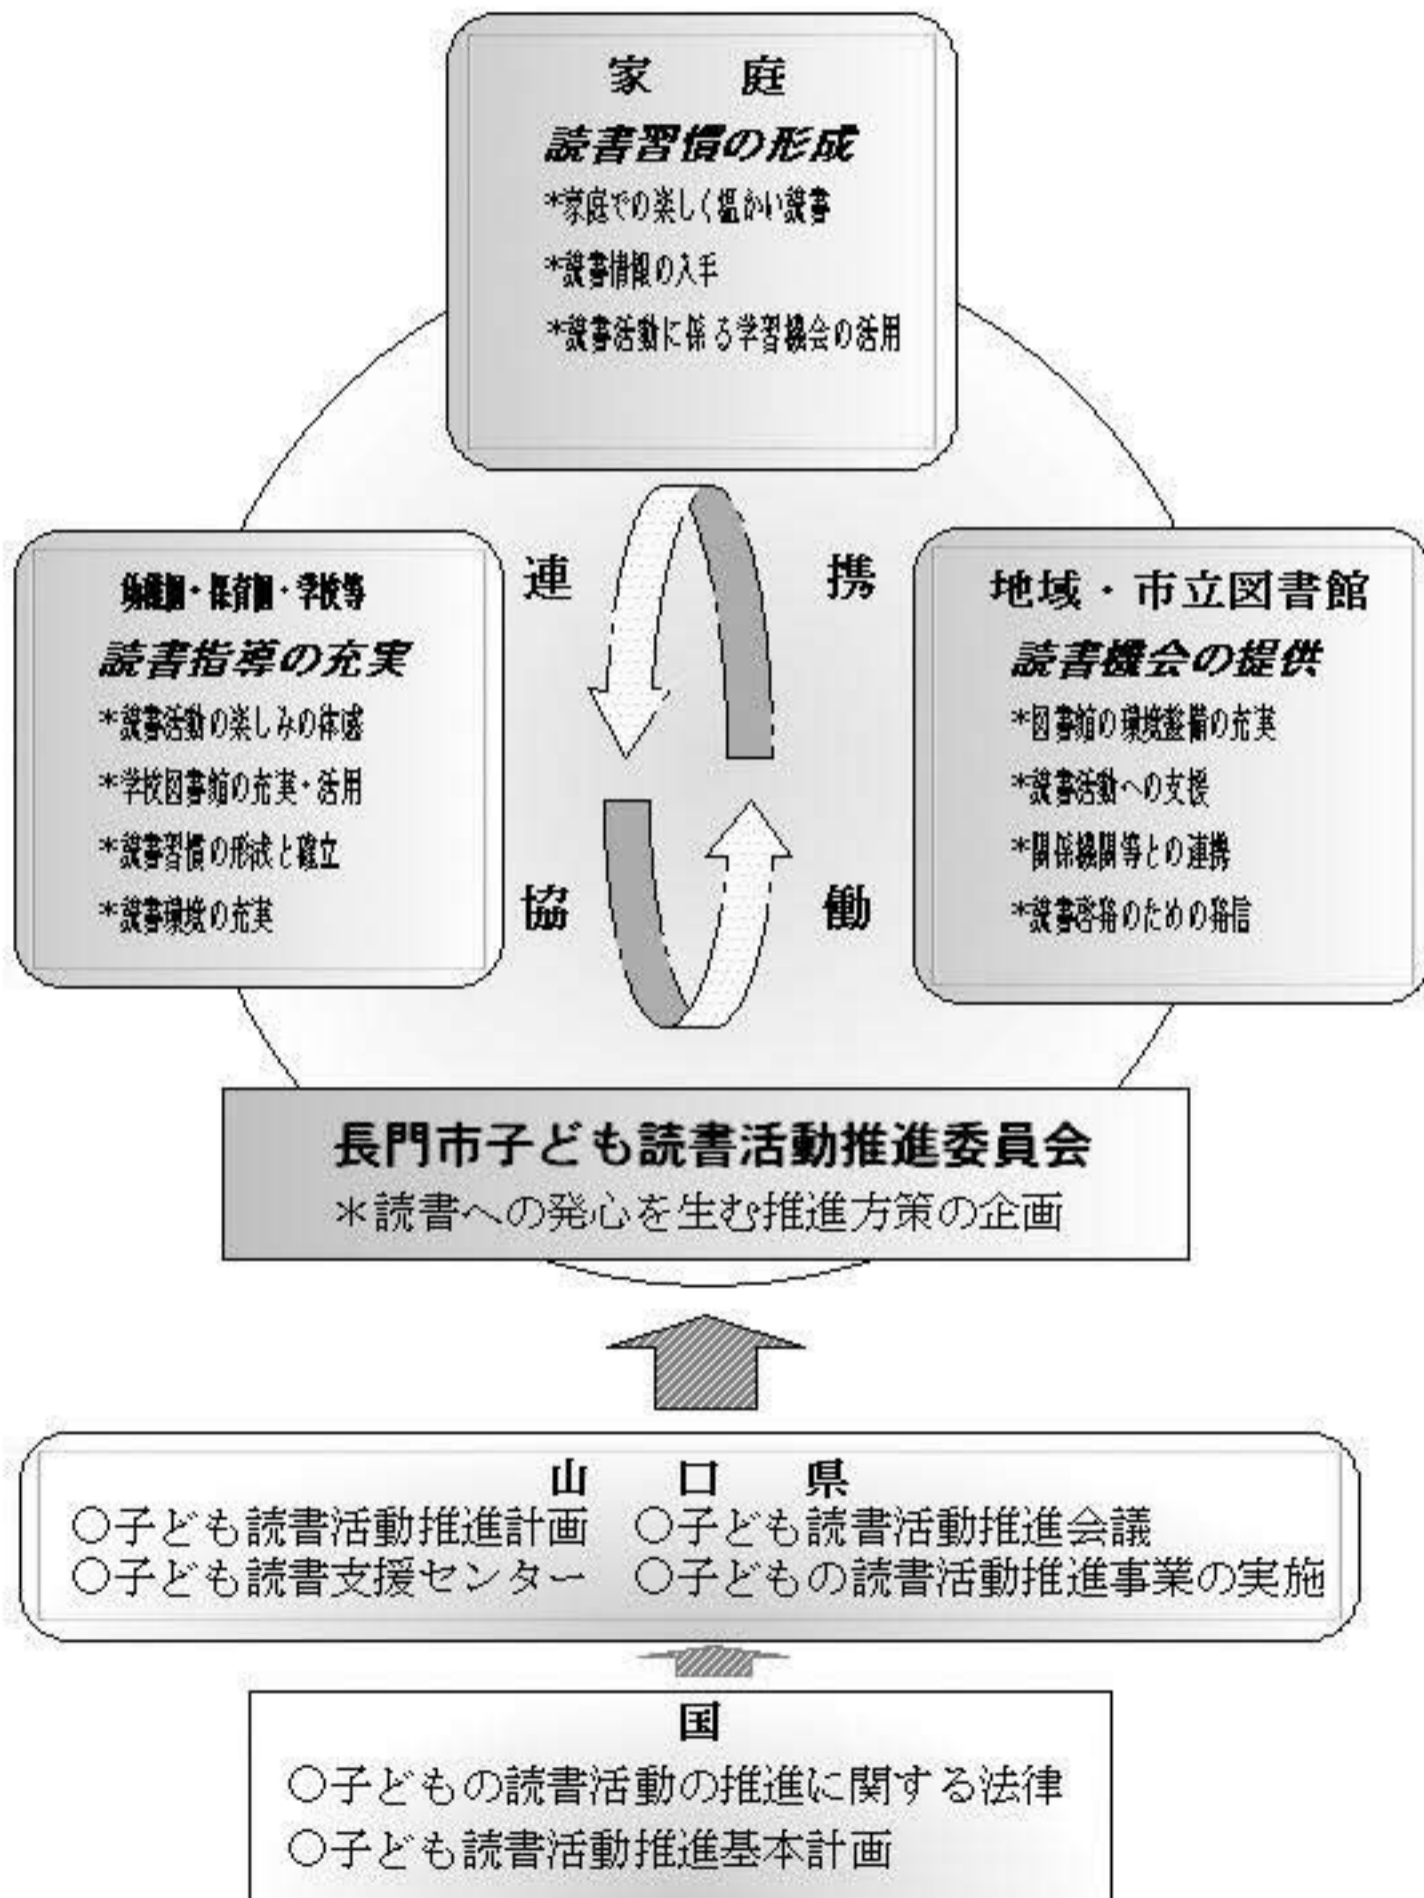 家 庭
読書習慣の形成
*家庭での楽しく温かい読書
*読書情報の入手
*読書活動に係る学習機会の活用
連 携
幼稚園・保育園・学校等
読書指導の充実
*読書活動の楽しみの体感
*学校図書館の充実・活用
*読書習慣の形成と確立
*読書環境の充実
地域・市立図書館
読書機会の提供
*図書館の環境整備の充実
*読書活動への支援
*関係機関等との連携
*読書啓発のための発信
協 働
長門市子ども読書活動推進委員会
*読書への発心を生む推進方策の企画
山 口 県
○子ども読書活動推進計画 ○子ども読書活動推進会議
○子ども読書支援センター ○子どもの読書活動推進事業の実施
国
○子どもの読書活動の推進に関する法律
○子ども読書活動推進基本計画